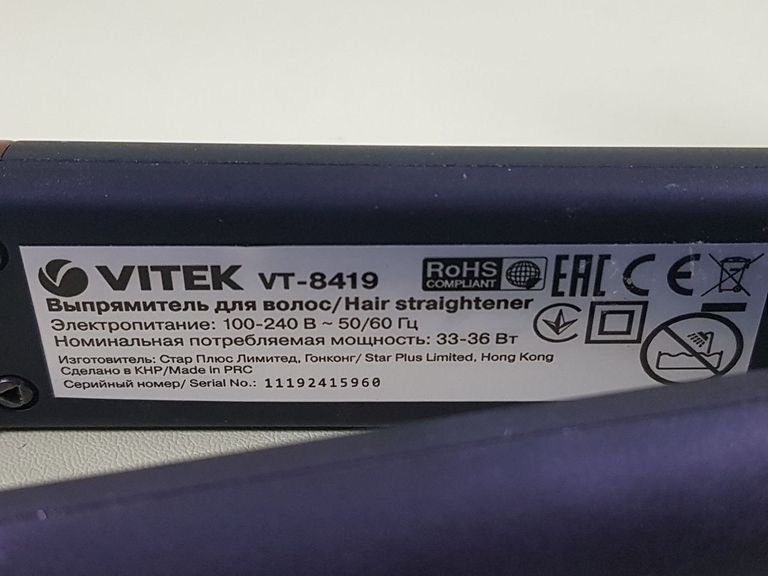 VITEK VT-8419 RoHS COMPLIANT EAC CE
Выпрямитель для волос/Hair straightener
Электропитание: 100-240 В ~ 50/60 Гц
Номинальная потребляемая мощность: 33-36 Вт
Изготовитель: Стар Плюс Лимитед, Гонконг/ Star Plus Limited, Hong Kong
Сделано в КНР/Made in PRC
Серийный номер/ Serial No.: 11192415960